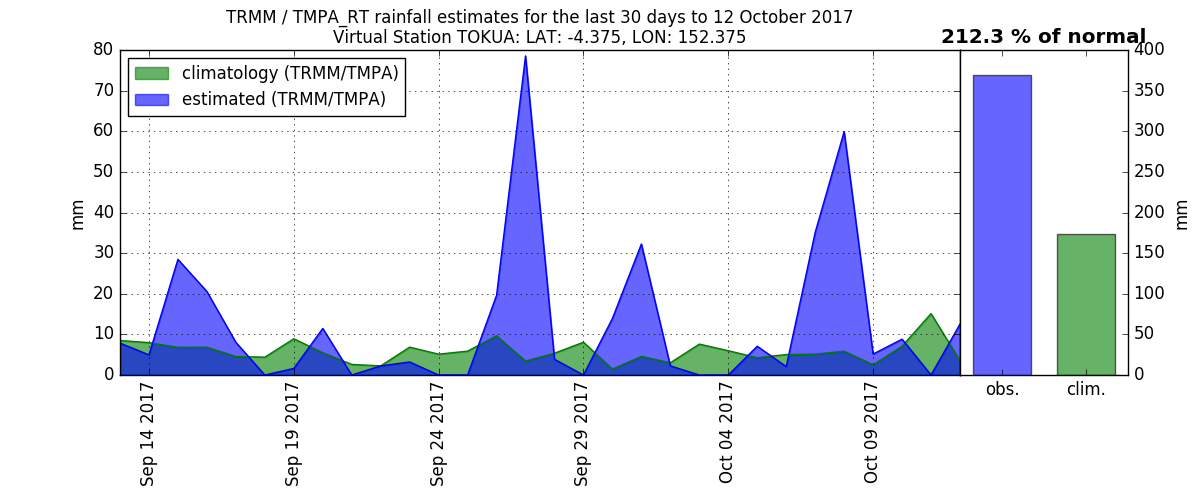 TRMM / TMPA_RT rainfall estimates for the last 30 days to 12 October 2017
Virtual Station TOKUA: LAT: -4.375, LON: 152.375
212.3 % of normal
climatology (TRMM/TMPA)
estimated (TRMM/TMPA)
80
70
60
50
40
30
20
10
0
mm
Sep 14 2017
Sep 19 2017
Sep 24 2017
Sep 29 2017
Oct 04 2017
Oct 09 2017
400
350
300
250
200
150
100
50
0
mm
obs.
clim.